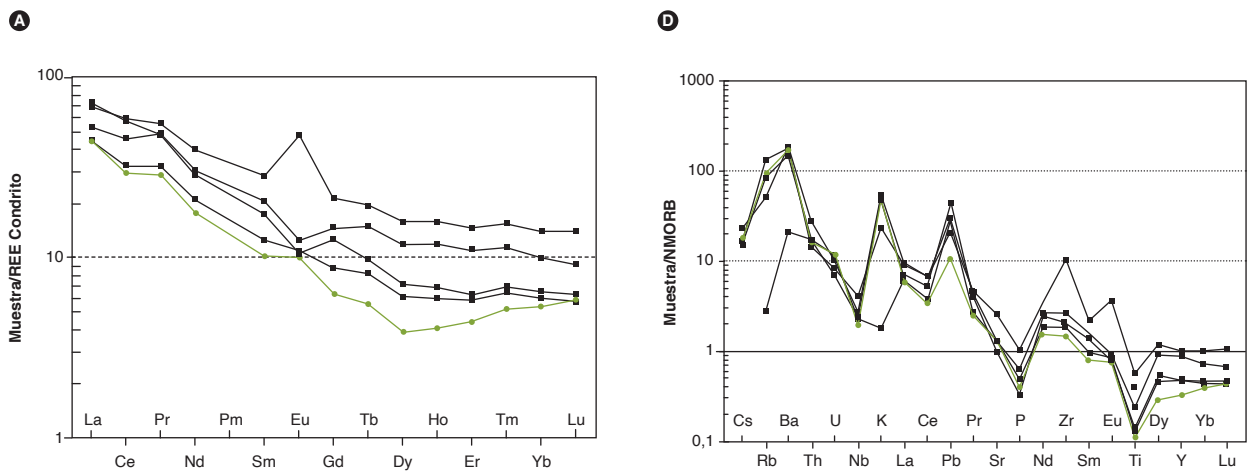 A
Muestra/REE Condrito
100
10
1
La Pr Pm Eu Tb Ho Tm Lu
Ce Nd Sm Gd Dy Er Yb
D
Muestra/NMORB
1000
100
10
1
0,1
Cs Ba U K Ce Pr P Zr Eu Dy Yb
Rb Th Nb La Pb Sr Nd Sm Ti Y Lu